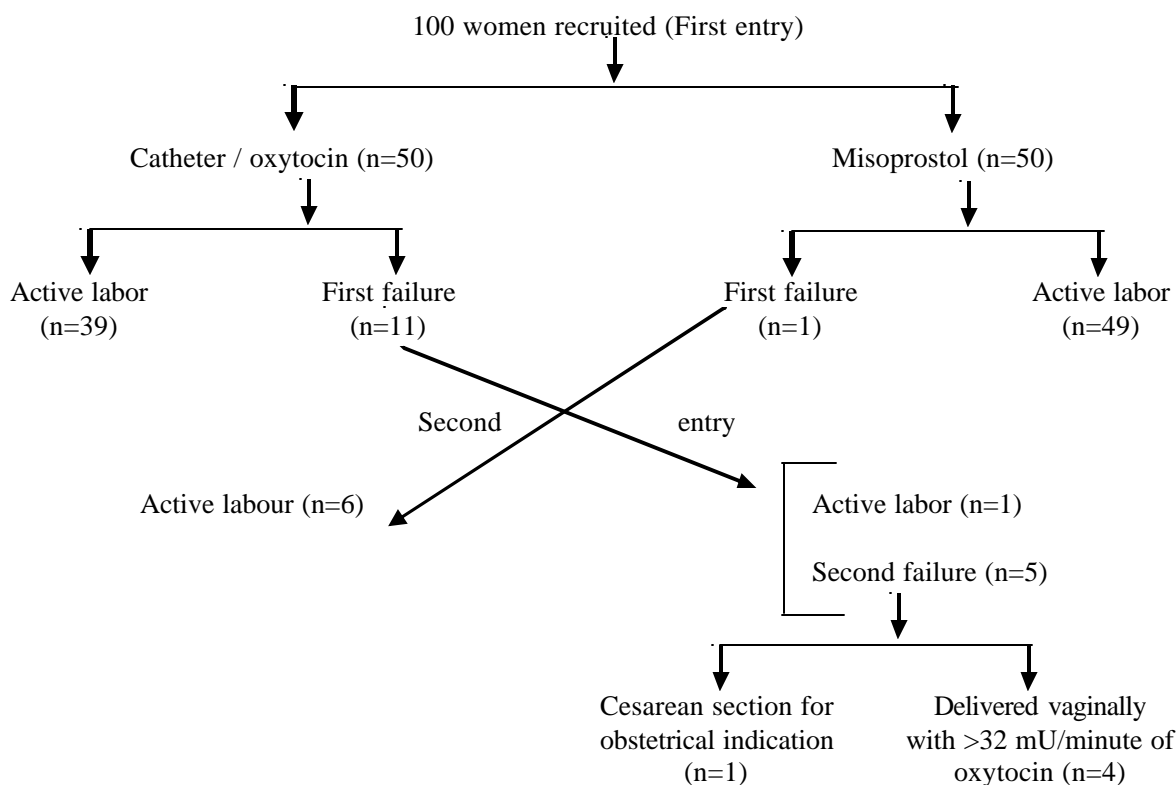 100 women recruited (First entry)
Catheter / oxytocin (n=50)
Misoprostol (n=50)
Active labor
(n=39)
First failure
(n=11)
First failure
(n=1)
Active labor
(n=49)
Second
entry
Active labour (n=6)
Active labor (n=1)
Second failure (n=5)
Cesarean section for
obstetrical indication
(n=1)
Delivered vaginally
with >32 mU/minute of
oxytocin (n=4)